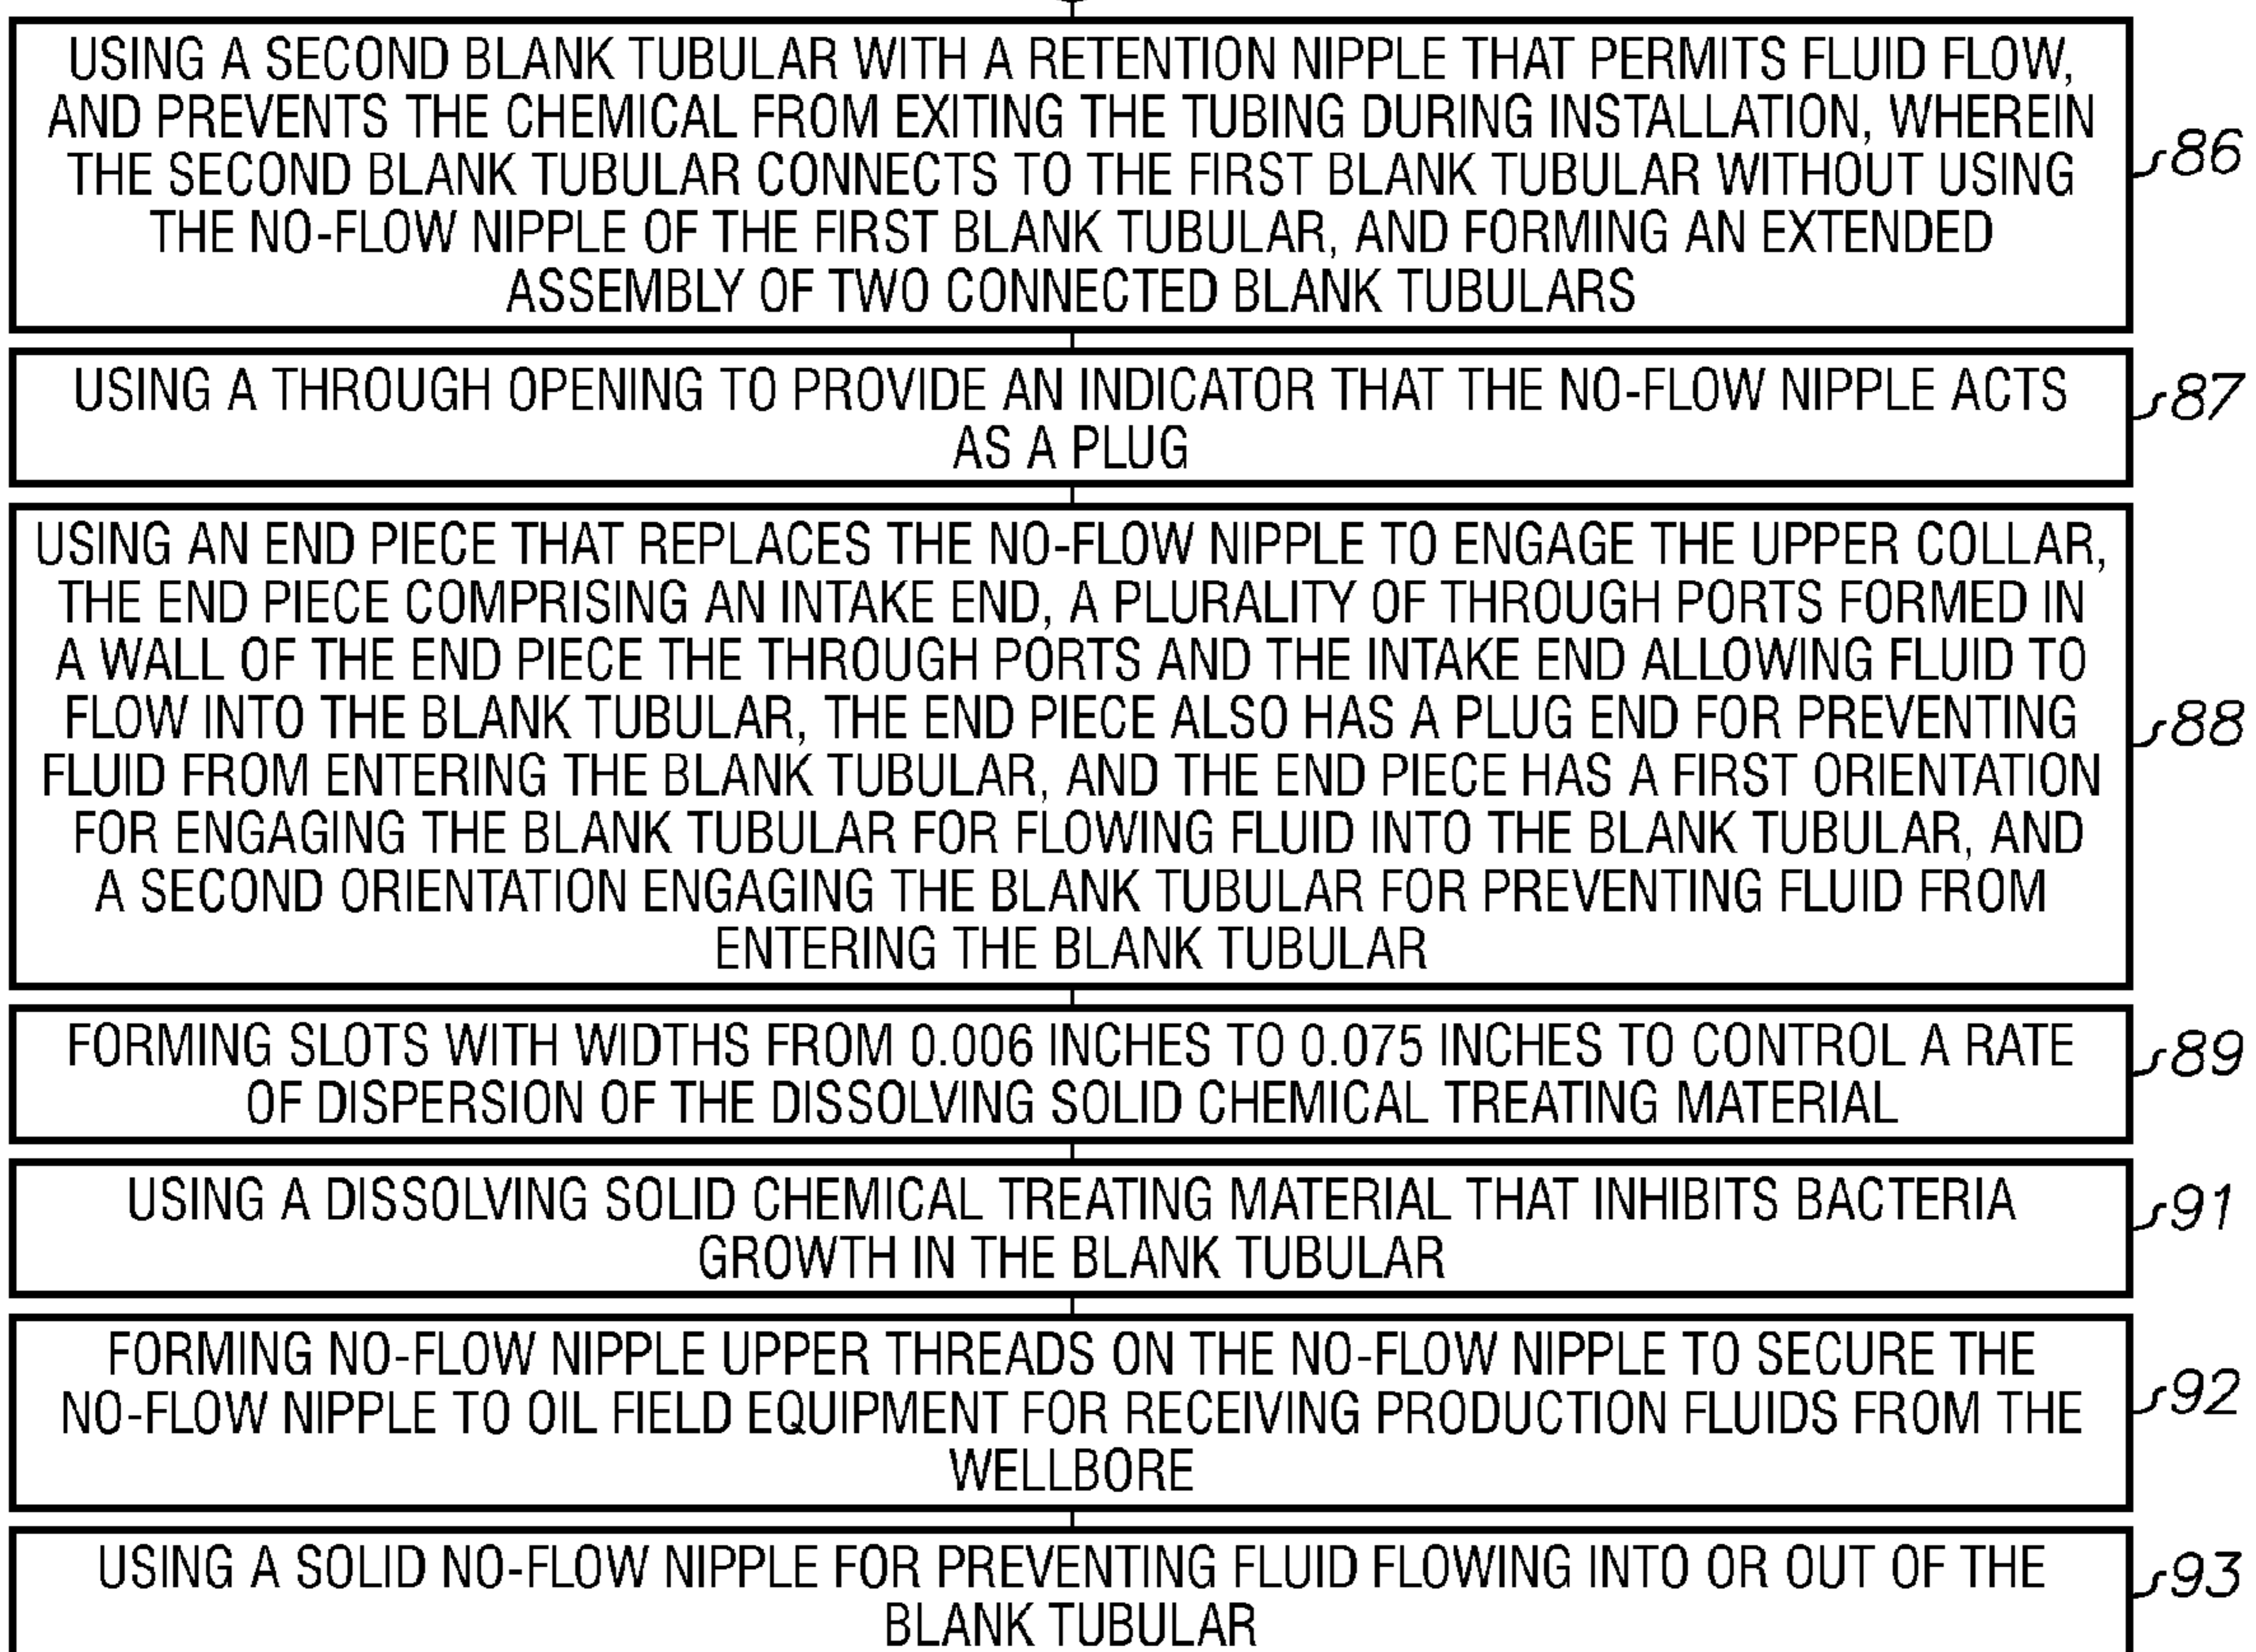 USING A SECOND BLANK TUBULAR WITH A RETENTION NIPPLE THAT PERMITS FLUID FLOW,
AND PREVENTS THE CHEMICAL FROM EXITING THE TUBING DURING INSTALLATION, WHEREIN
THE SECOND BLANK TUBULAR CONNECTS TO THE FIRST BLANK TUBULAR WITHOUT USING
THE NO-FLOW NIPPLE OF THE FIRST BLANK TUBULAR, AND FORMING AN EXTENDED
ASSEMBLY OF TWO CONNECTED BLANK TUBULARS
86
USING A THROUGH OPENING TO PROVIDE AN INDICATOR THAT THE NO-FLOW NIPPLE ACTS
AS A PLUG
87
USING AN END PIECE THAT REPLACES THE NO-FLOW NIPPLE TO ENGAGE THE UPPER COLLAR,
THE END PIECE COMPRISING AN INTAKE END, A PLURALITY OF THROUGH PORTS FORMED IN
A WALL OF THE END PIECE THE THROUGH PORTS AND THE INTAKE END ALLOWING FLUID TO
FLOW INTO THE BLANK TUBULAR, THE END PIECE ALSO HAS A PLUG END FOR PREVENTING
FLUID FROM ENTERING THE BLANK TUBULAR, AND THE END PIECE HAS A FIRST ORIENTATION
FOR ENGAGING THE BLANK TUBULAR FOR FLOWING FLUID INTO THE BLANK TUBULAR, AND
A SECOND ORIENTATION ENGAGING THE BLANK TUBULAR FOR PREVENTING FLUID FROM
ENTERING THE BLANK TUBULAR
88
FORMING SLOTS WITH WIDTHS FROM 0.006 INCHES TO 0.075 INCHES TO CONTROL A RATE
OF DISPERSION OF THE DISSOLVING SOLID CHEMICAL TREATING MATERIAL
89
USING A DISSOLVING SOLID CHEMICAL TREATING MATERIAL THAT INHIBITS BACTERIA
GROWTH IN THE BLANK TUBULAR
91
FORMING NO-FLOW NIPPLE UPPER THREADS ON THE NO-FLOW NIPPLE TO SECURE THE
NO-FLOW NIPPLE TO OIL FIELD EQUIPMENT FOR RECEIVING PRODUCTION FLUIDS FROM THE
WELLBORE
92
USING A SOLID NO-FLOW NIPPLE FOR PREVENTING FLUID FLOWING INTO OR OUT OF THE
BLANK TUBULAR
93